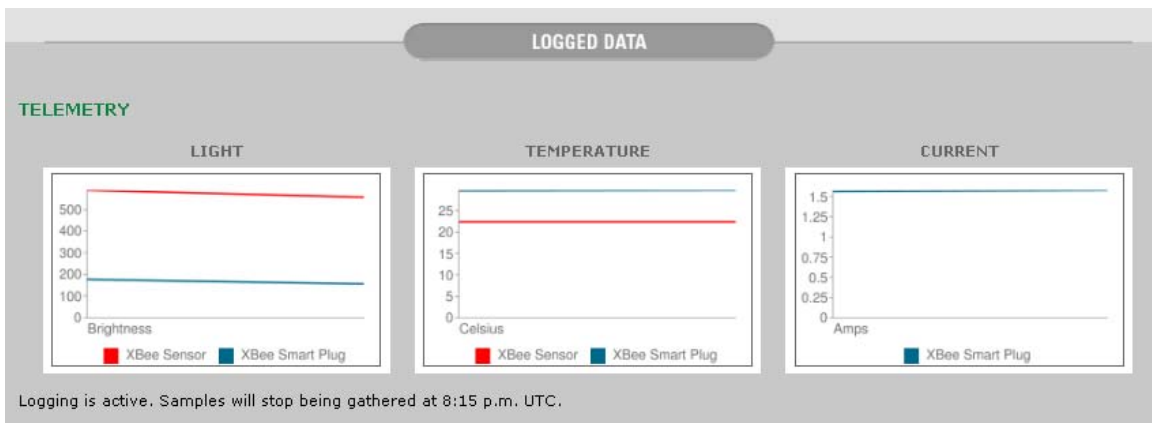 LOGGED DATA
TELEMETRY
LIGHT
500
400
300
200
100
0
Brightness
XBee Sensor XBee Smart Plug
TEMPERATURE
25
20
15
10
5
0
Celsius
XBee Sensor XBee Smart Plug
CURRENT
1.5
1.25
1
0.75
0.5
0.25
0
Amps
XBee Smart Plug
Logging is active. Samples will stop being gathered at 8:15 p.m. UTC.